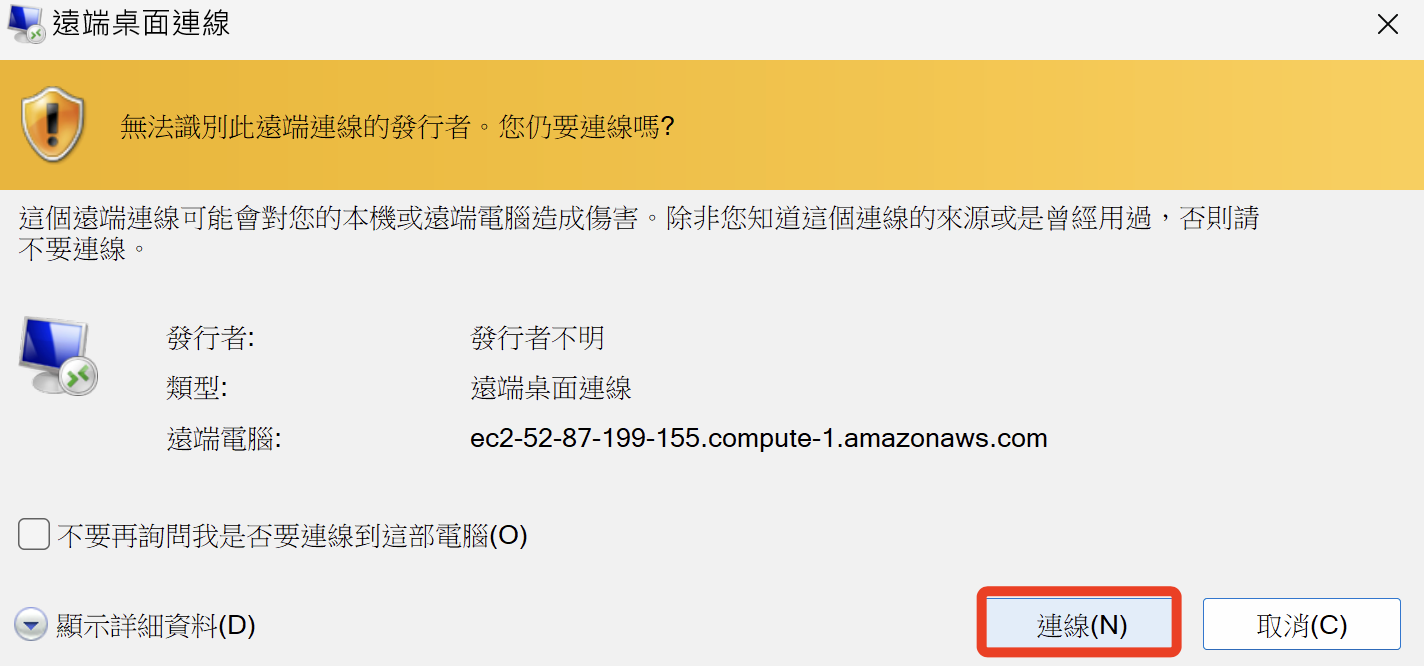 遠端桌面連線
無法識別此遠端連線的發行者。您仍要連線嗎?
這個遠端連線可能會對您的本機或遠端電腦造成傷害。除非您知道這個連線的來源或是曾經用過，否則請
不要連線。
發行者: 發行者不明
類型: 遠端桌面連線
遠端電腦: ec2-52-87-199-155.compute-1.amazonaws.com
不要再詢問我是否要連線到這部電腦(O)
顯示詳細資料(D) 連線(N) 取消(C)